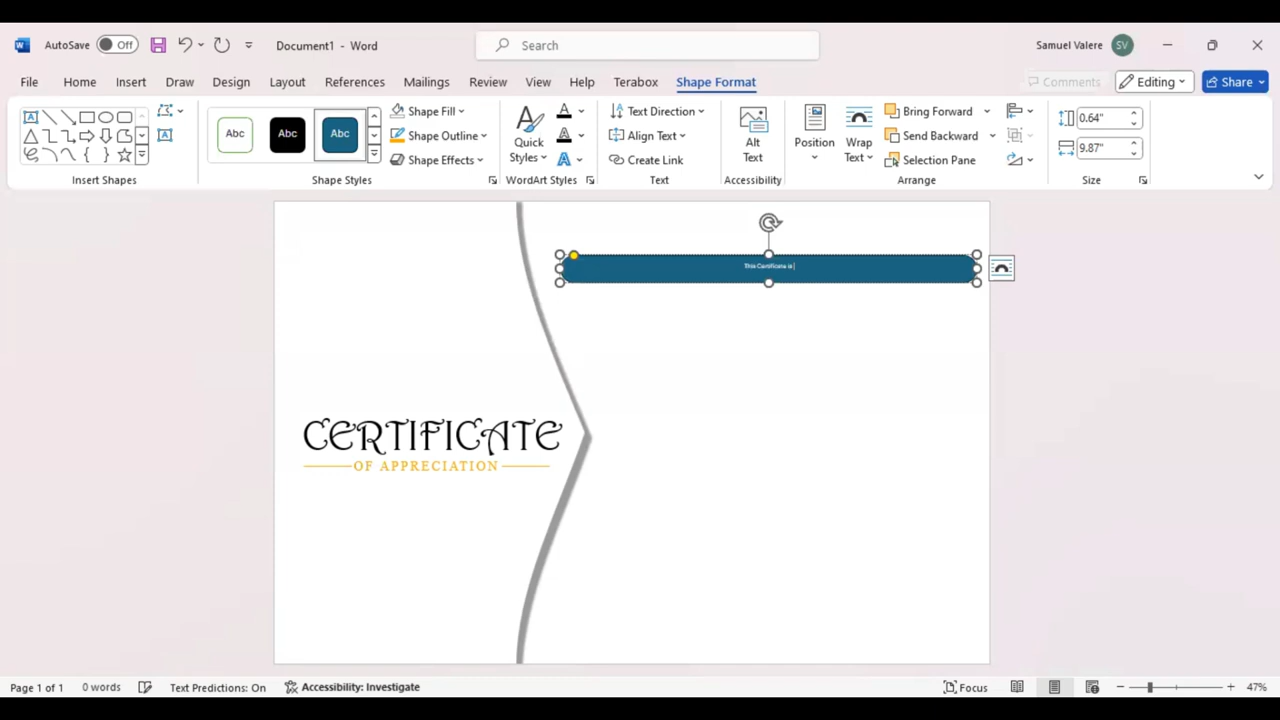 AutoSave Off Document1 - Word Search Samuel Valere SV
File Home Insert Draw Design Layout References Mailings Review View Help Terabox Shape Format Comments Editing Share
Abc Abc Abc
Shape Fill
Shape Outline
Shape Effects
Quick Styles
A
A
A
Text Direction
Align Text
Create Link
Alt Text
Position
Wrap Text
Bring Forward
Send Backward
Selection Pane
0.64"
9.87"
Insert Shapes Shape Styles WordArt Styles Text Accessibility Arrange Size
This Certificate is
CERTIFICATE
OF APPRECIATION
Page 1 of 1 0 words Text Predictions: On Accessibility: Investigate Focus 47%